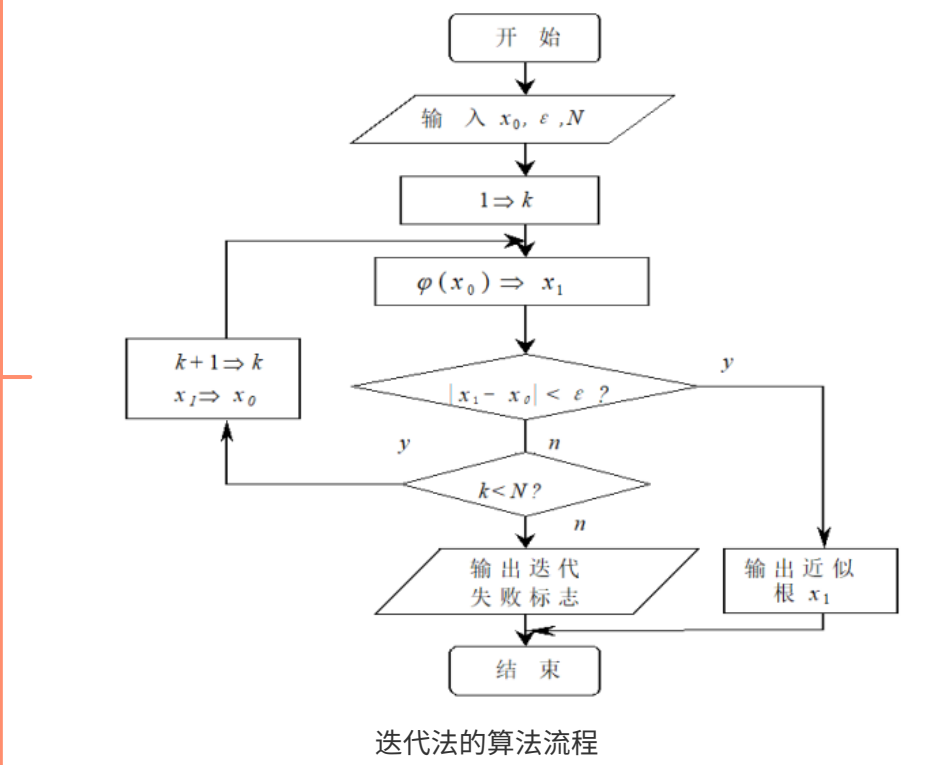 开 始
输 入 x₀, ε ,N
1⇒k
φ(x₀)⇒ x₁
k+1⇒k
x₁⇒ x₀
y
|x₁- x₀| < ε ?
y
n
k<N?
n
输出迭代
失败标志
输出近似
根 x₁
结 束
迭代法的算法流程